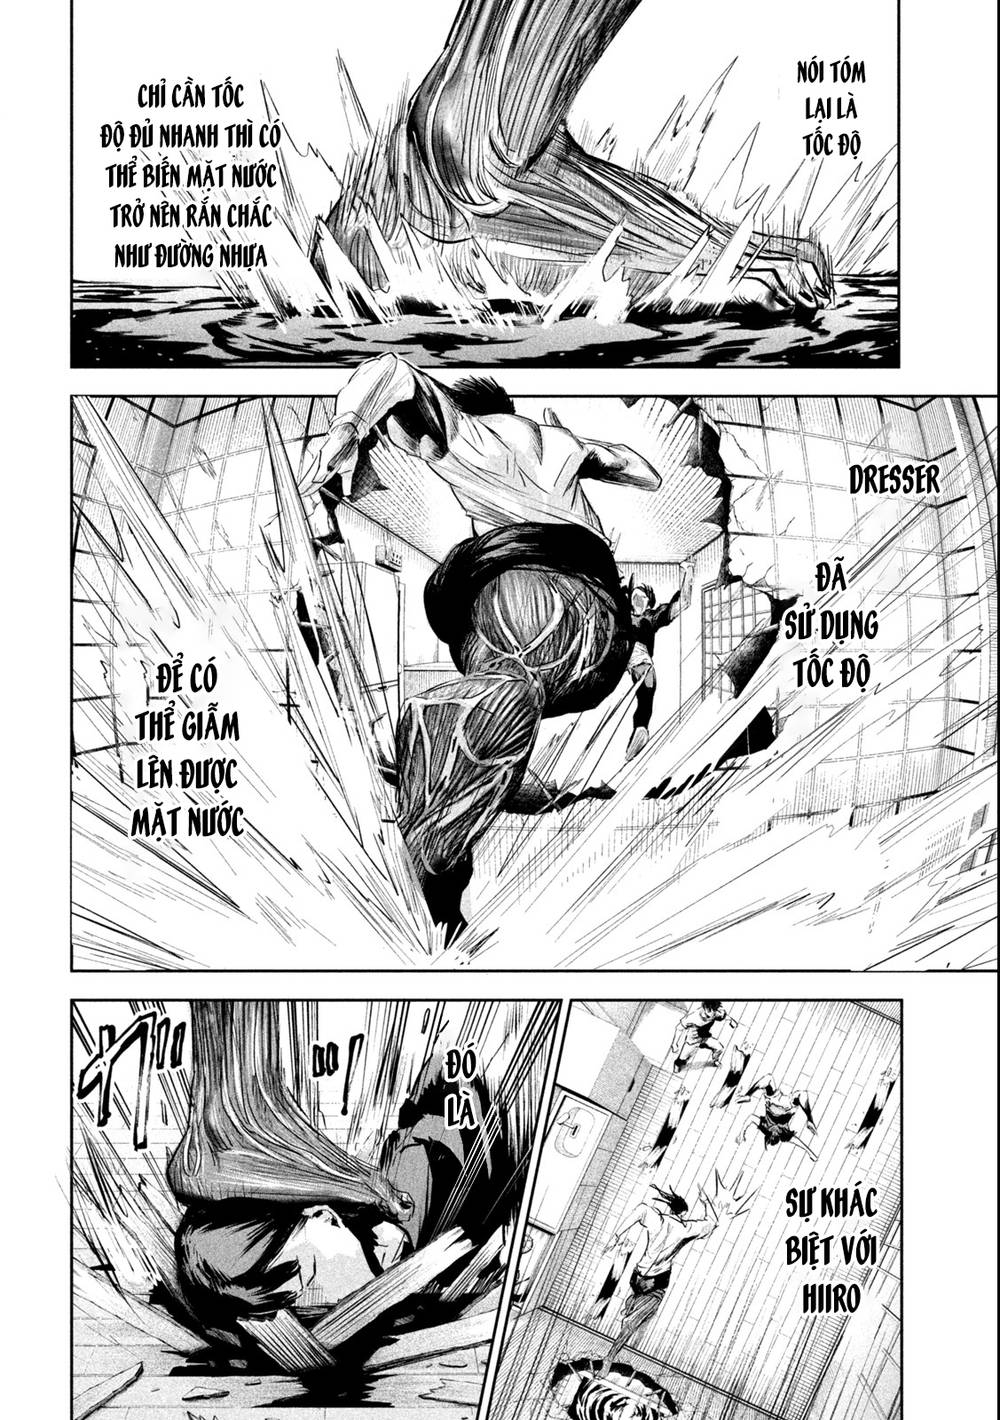 NÓI TÓM
LẠI LÀ
TỐC ĐỘ
CHỈ CẦN TỐC
ĐỘ ĐỦ NHANH THÌ CÓ
THỂ BIẾN MẶT NƯỚC
TRỞ NÊN RẮN CHẮC
NHƯ ĐƯỜNG NHỰA
DRESSER
ĐÃ
SỬ DỤNG
TỐC ĐỘ
ĐỂ CÓ
THỂ GIẪM
LÊN ĐƯỢC
MẶT NƯỚC
SỰ KHÁC
BIỆT VỚI
HIIRO
ĐÓ
LÀ